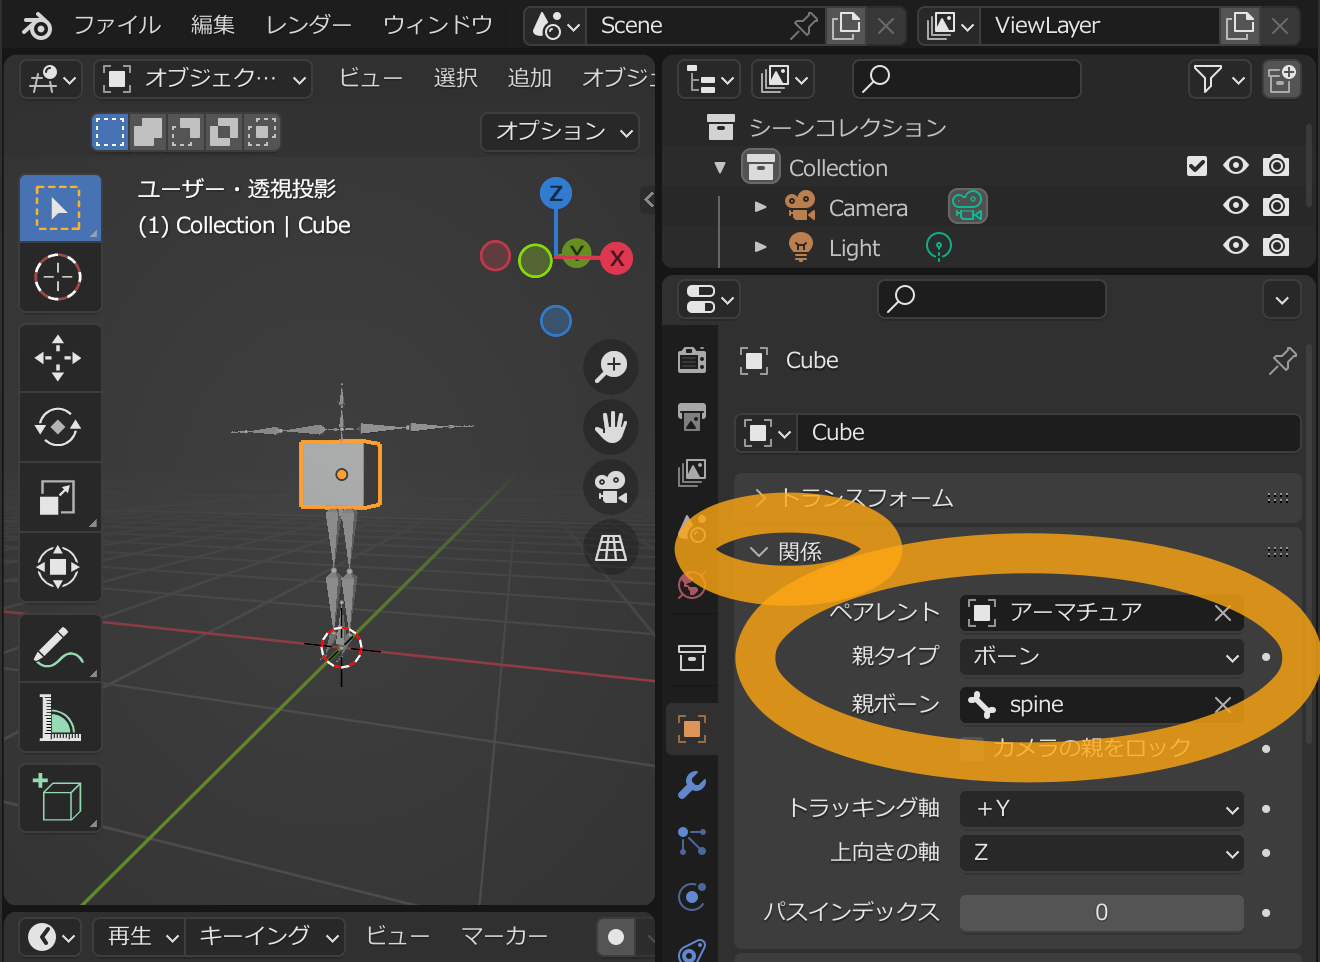 ファイル 編集 レンダー ウィンドウ Scene ViewLayer
オブジェク… ビュー 選択 追加 オブジェ
オプション
ユーザー・透視投影
(1) Collection | Cube
Z
Y
X
再生 キーイング ビュー マーカー
シーンコレクション
Collection
Camera
Light
Cube
Cube
トランスフォーム
関係
ペアレント アーマチュア
親タイプ ボーン
親ボーン spine
カメラの親をロック
トラッキング軸 +Y
上向きの軸 Z
パスインデックス 0